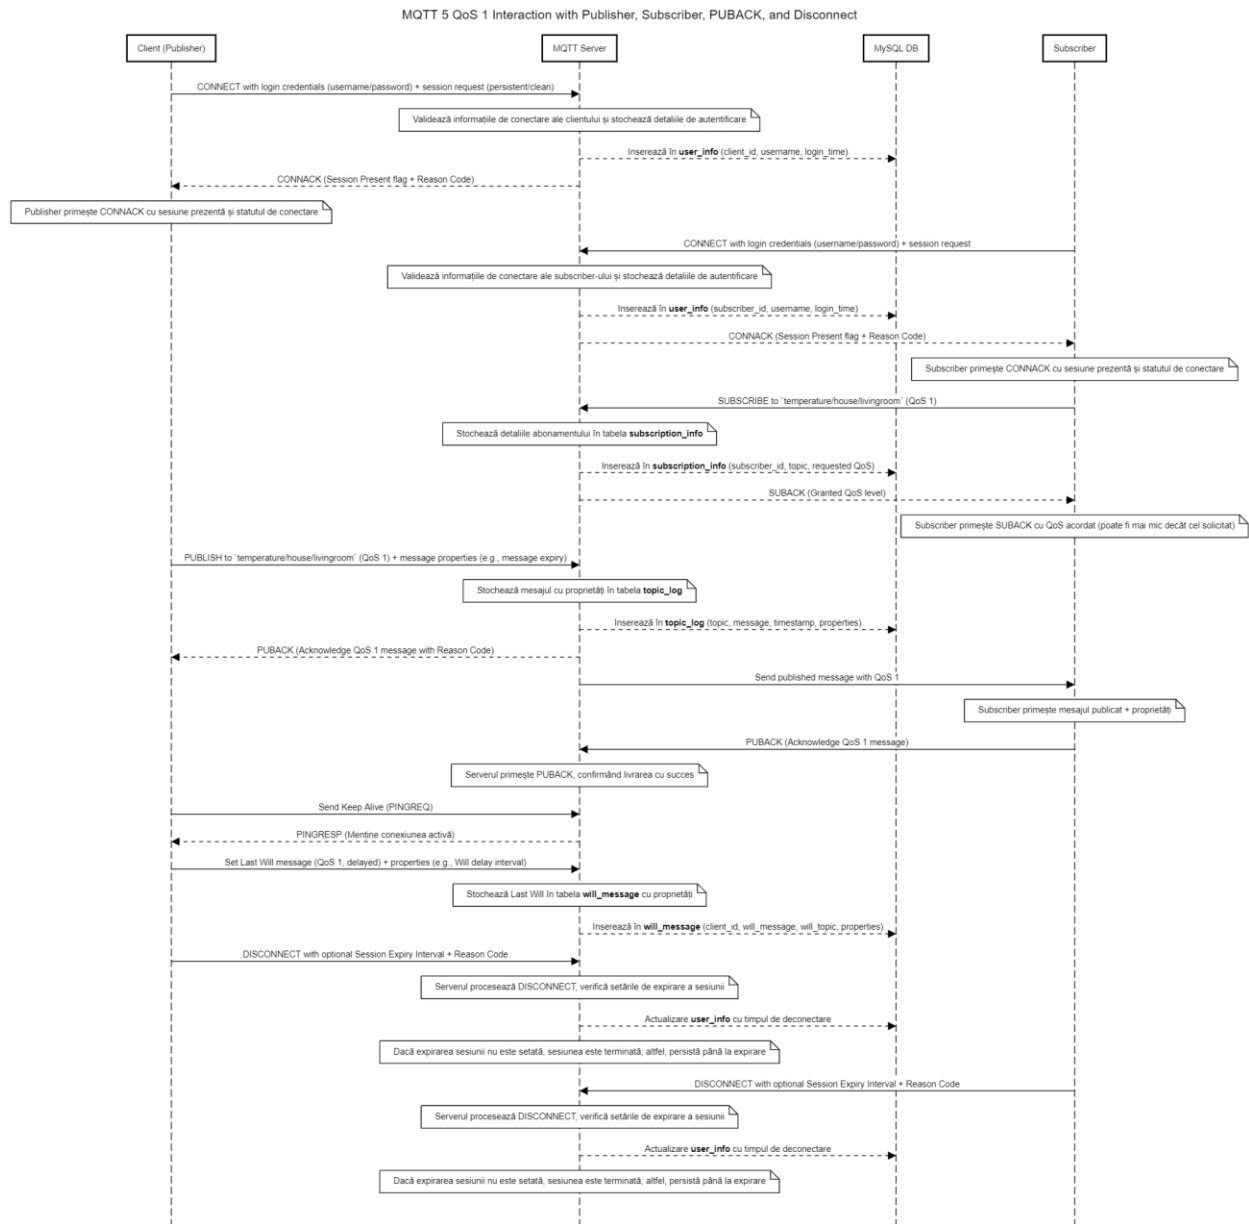 MQTT 5 QoS 1 Interaction with Publisher, Subscriber, PUBACK, and Disconnect
Client (Publisher)
MQTT Server
MySQL DB
Subscriber
CONNECT with login credentials (username/password) + session request (persistent/clean)
Validează informațiile de conectare ale clientului și stochează detaliile de autentificare
Inserează în user_info (client_id, username, login_time)
CONNACK (Session Present flag + Reason Code)
Publisher primește CONNACK cu sesiune prezentă și statutul de conectare
CONNECT with login credentials (username/password) + session request
Validează informațiile de conectare ale subscriber-ului și stochează detaliile de autentificare
Inserează în user_info (subscriber_id, username, login_time)
CONNACK (Session Present flag + Reason Code)
Subscriber primește CONNACK cu sesiune prezentă și statutul de conectare
SUBSCRIBE to `temperature/house/livingroom` (QoS 1)
Stochează detaliile abonamentului în tabela subscription_info
Inserează în subscription_info (subscriber_id, topic, requested QoS)
SUBACK (Granted QoS level)
Subscriber primește SUBACK cu QoS acordat (poate fi mai mic decât cel solicitat)
PUBLISH to `temperature/house/livingroom` (QoS 1) + message properties (e.g., message expiry)
Stochează mesajul cu proprietăți în tabela topic_log
Inserează în topic_log (topic, message, timestamp, properties)
PUBACK (Acknowledge QoS 1 message with Reason Code)
Send published message with QoS 1
Subscriber primește mesajul publicat + proprietăți
PUBACK (Acknowledge QoS 1 message)
Serverul primește PUBACK, confirmând livrarea cu succes
Send Keep Alive (PINGREQ)
PINGRESP (Menține conexiunea activă)
Set Last Will message (QoS 1, delayed) + properties (e.g., Will delay interval)
Stochează Last Will în tabela will_message cu proprietăți
Inserează în will_message (client_id, will_message, will_topic, properties)
DISCONNECT with optional Session Expiry Interval + Reason Code
Serverul procesează DISCONNECT, verifică setările de expirare a sesiunii
Actualizare user_info cu timpul de deconectare
Dacă expirarea sesiunii nu este setată, sesiunea este terminată; altfel, persistă până la expirare
DISCONNECT with optional Session Expiry Interval + Reason Code
Serverul procesează DISCONNECT, verifică setările de expirare a sesiunii
Actualizare user_info cu timpul de deconectare
Dacă expirarea sesiunii nu este setată, sesiunea este terminată; altfel, persistă până la expirare